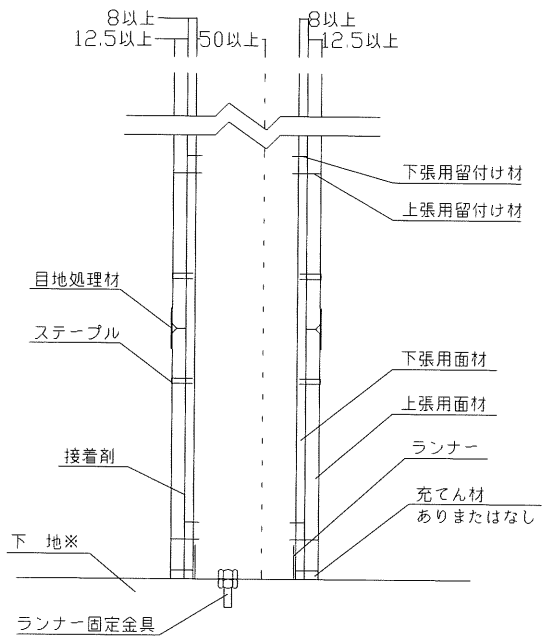 8以上
12.5以上
50以上
8以上
12.5以上
下張用留付け材
上張用留付け材
目地処理材
ステープル
下張用面材
上張用面材
ランナー
接着剤
充てん材
ありまたはなし
下 地※
ランナー固定金具